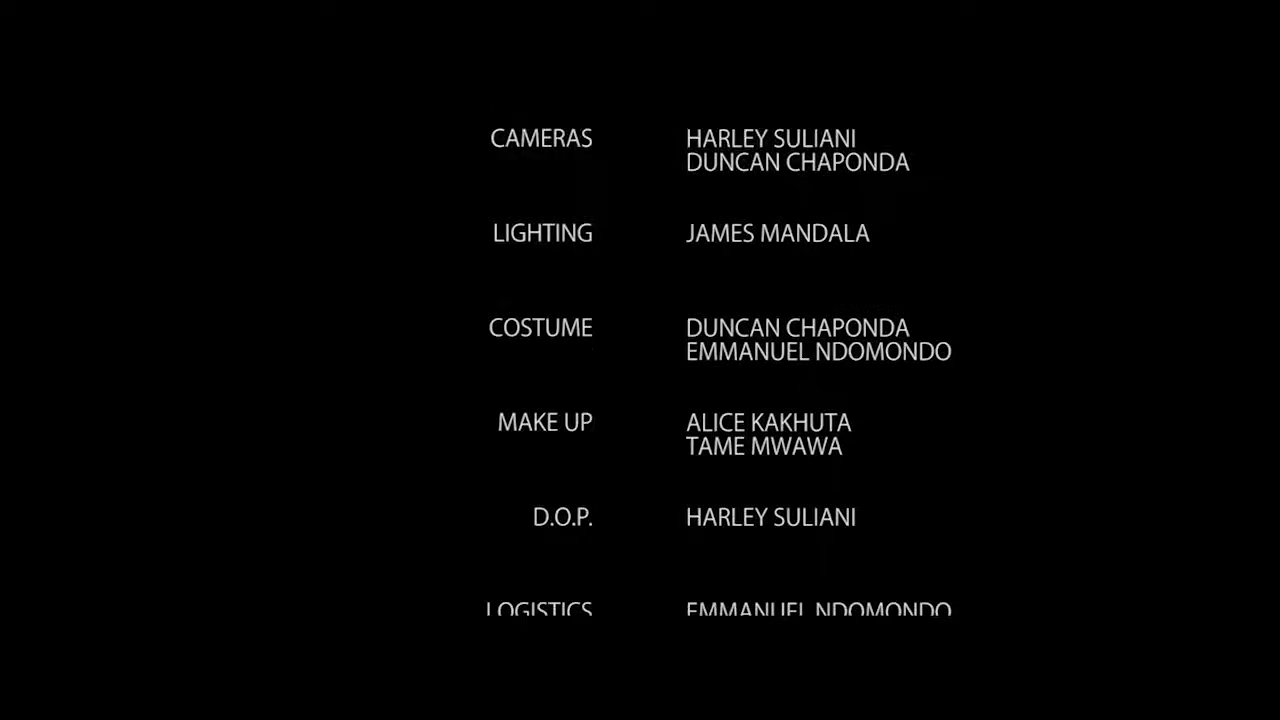 CAMERAS HARLEY SULIANI
DUNCAN CHAPONDA
LIGHTING JAMES MANDALA
COSTUME DUNCAN CHAPONDA
EMMANUEL NDOMONDO
MAKE UP ALICE KAKHUTA
TAME MWAWA
D.O.P. HARLEY SULIANI
LOGISTICS EMMANUEL NDOMONDO